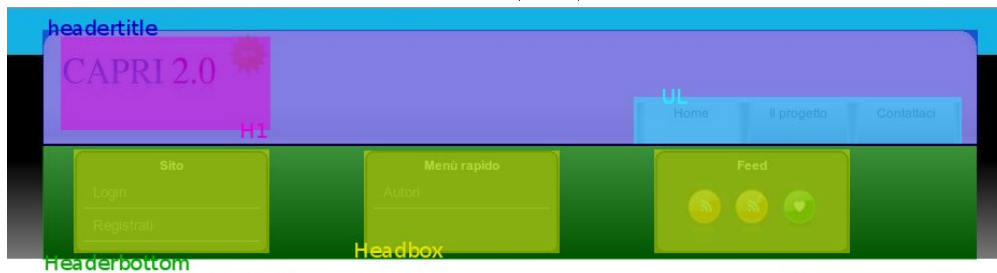 headertitle
CAPRI 2.0
H1
UL
Home Il progetto Contattaci
Sito Menù rapido Feed
Login Autori
Registrati
Headbox
Headerbottom